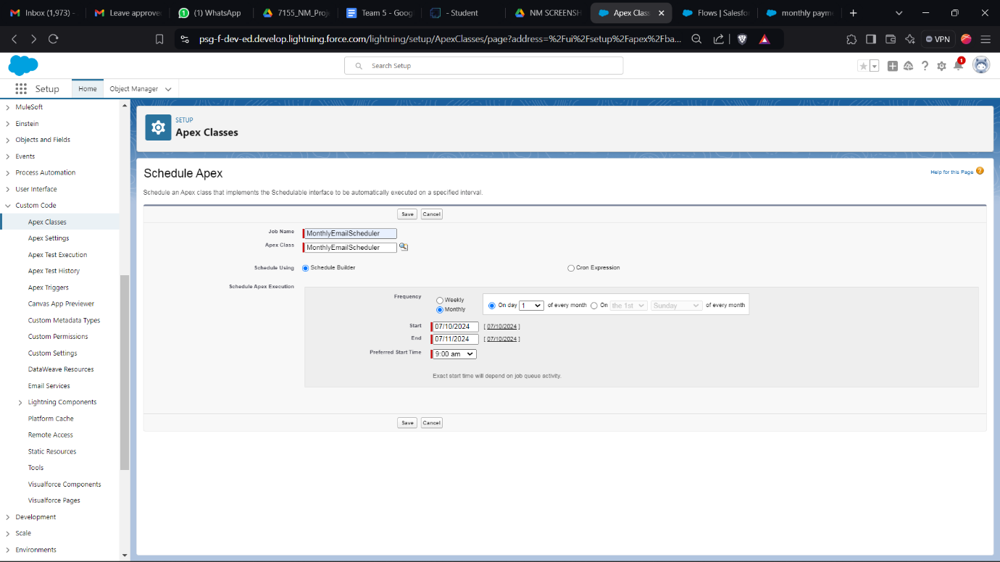 Inbox (1,973) -
Leave approve
(1) WhatsApp
7155_NM_Proj
Team 5 - Goog
- Student
NM SCREENSH
Apex Clas
Flows | Salesfo
monthly paym
psg-f-dev-ed.develop.lightning.force.com/lightning/setup/ApexClasses/page?address=%2Fui%2Fsetup%2Fapex%2Fba...
VPN
Search Setup
1
Setup
Home
Object Manager
MuleSoft
Einstein
Objects and Fields
Events
Process Automation
User Interface
Custom Code
Apex Classes
Apex Settings
Apex Test Execution
Apex Test History
Apex Triggers
Canvas App Previewer
Custom Metadata Types
Custom Permissions
Custom Settings
DataWeave Resources
Email Services
Lightning Components
Platform Cache
Remote Access
Static Resources
Tools
Visualforce Components
Visualforce Pages
Development
Scale
Environments
SETUP
Apex Classes
Schedule Apex
Help for this Page ?
Schedule an Apex class that implements the Schedulable interface to be automatically executed on a specified interval.
Save Cancel
Job Name MonthlyEmailScheduler
Apex Class MonthlyEmailScheduler
Schedule Using Schedule Builder Cron Expression
Schedule Apex Execution
Frequency Weekly
Monthly
On day 1 of every month On the 1st Sunday of every month
Start 07/10/2024 [ 07/10/2024 ]
End 07/11/2024 [ 07/10/2024 ]
Preferred Start Time 9:00 am
Exact start time will depend on job queue activity.
Save Cancel